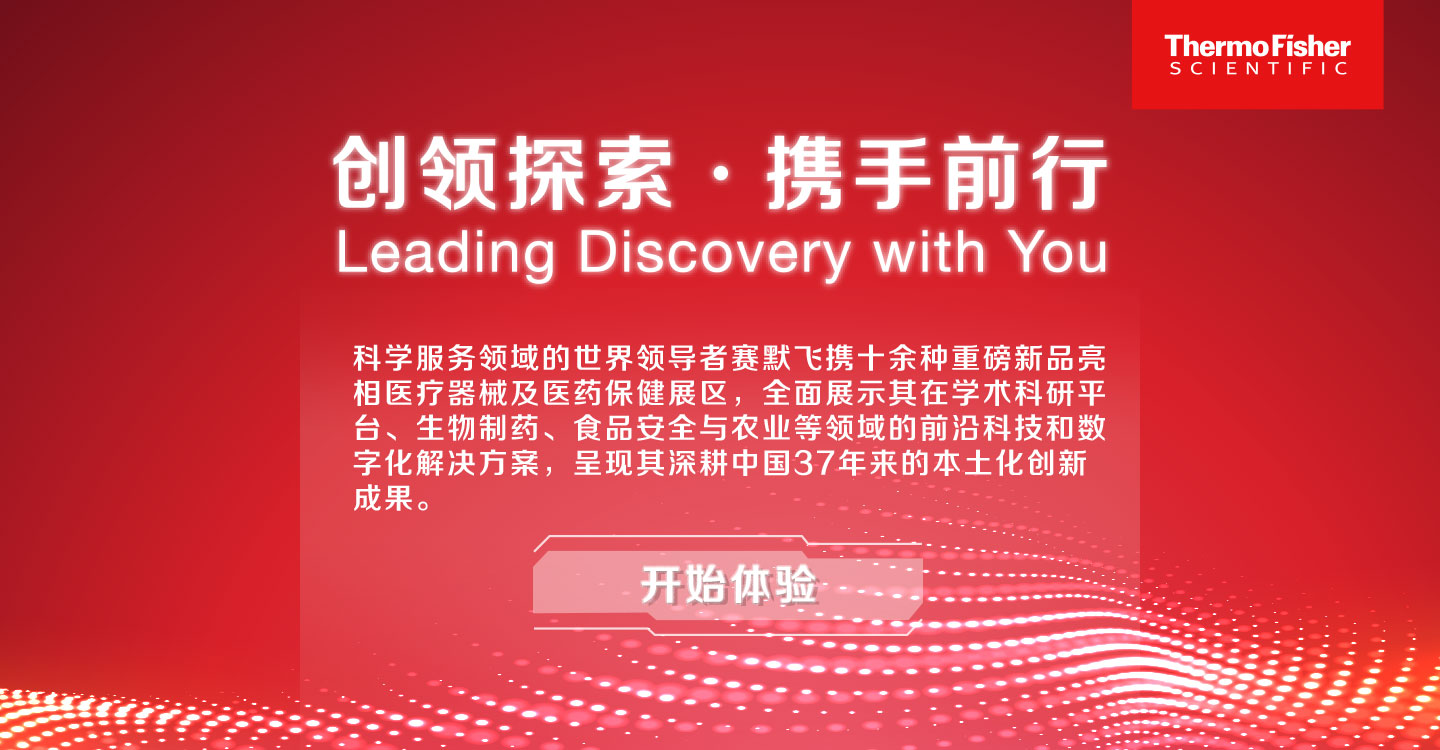 ThermoFisher
SCIENTIFIC
创领探索·携手前行
Leading Discovery with You
科学服务领域的世界领导者赛默飞携十余种重磅新品亮
相医疗器械及医药保健展区，全面展示其在学术科研平
台、生物制药、食品安全与农业等领域的前沿科技和数
字化解决方案，呈现其深耕中国37年来的本土化创新
成果。
开始体验